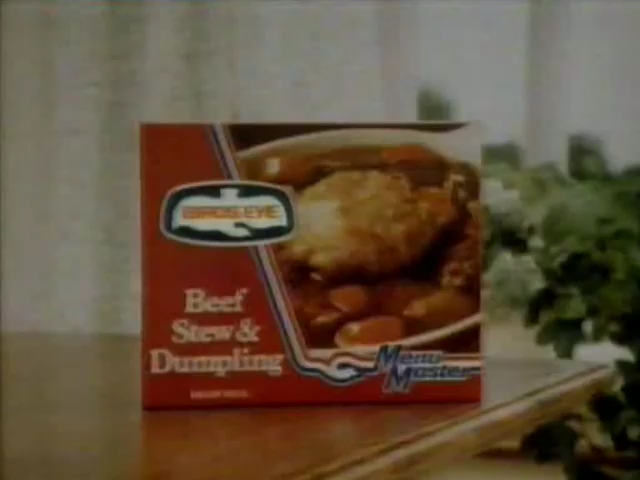 BIRDS EYE
Beef
Stew &
Dumpling
Menu
Master